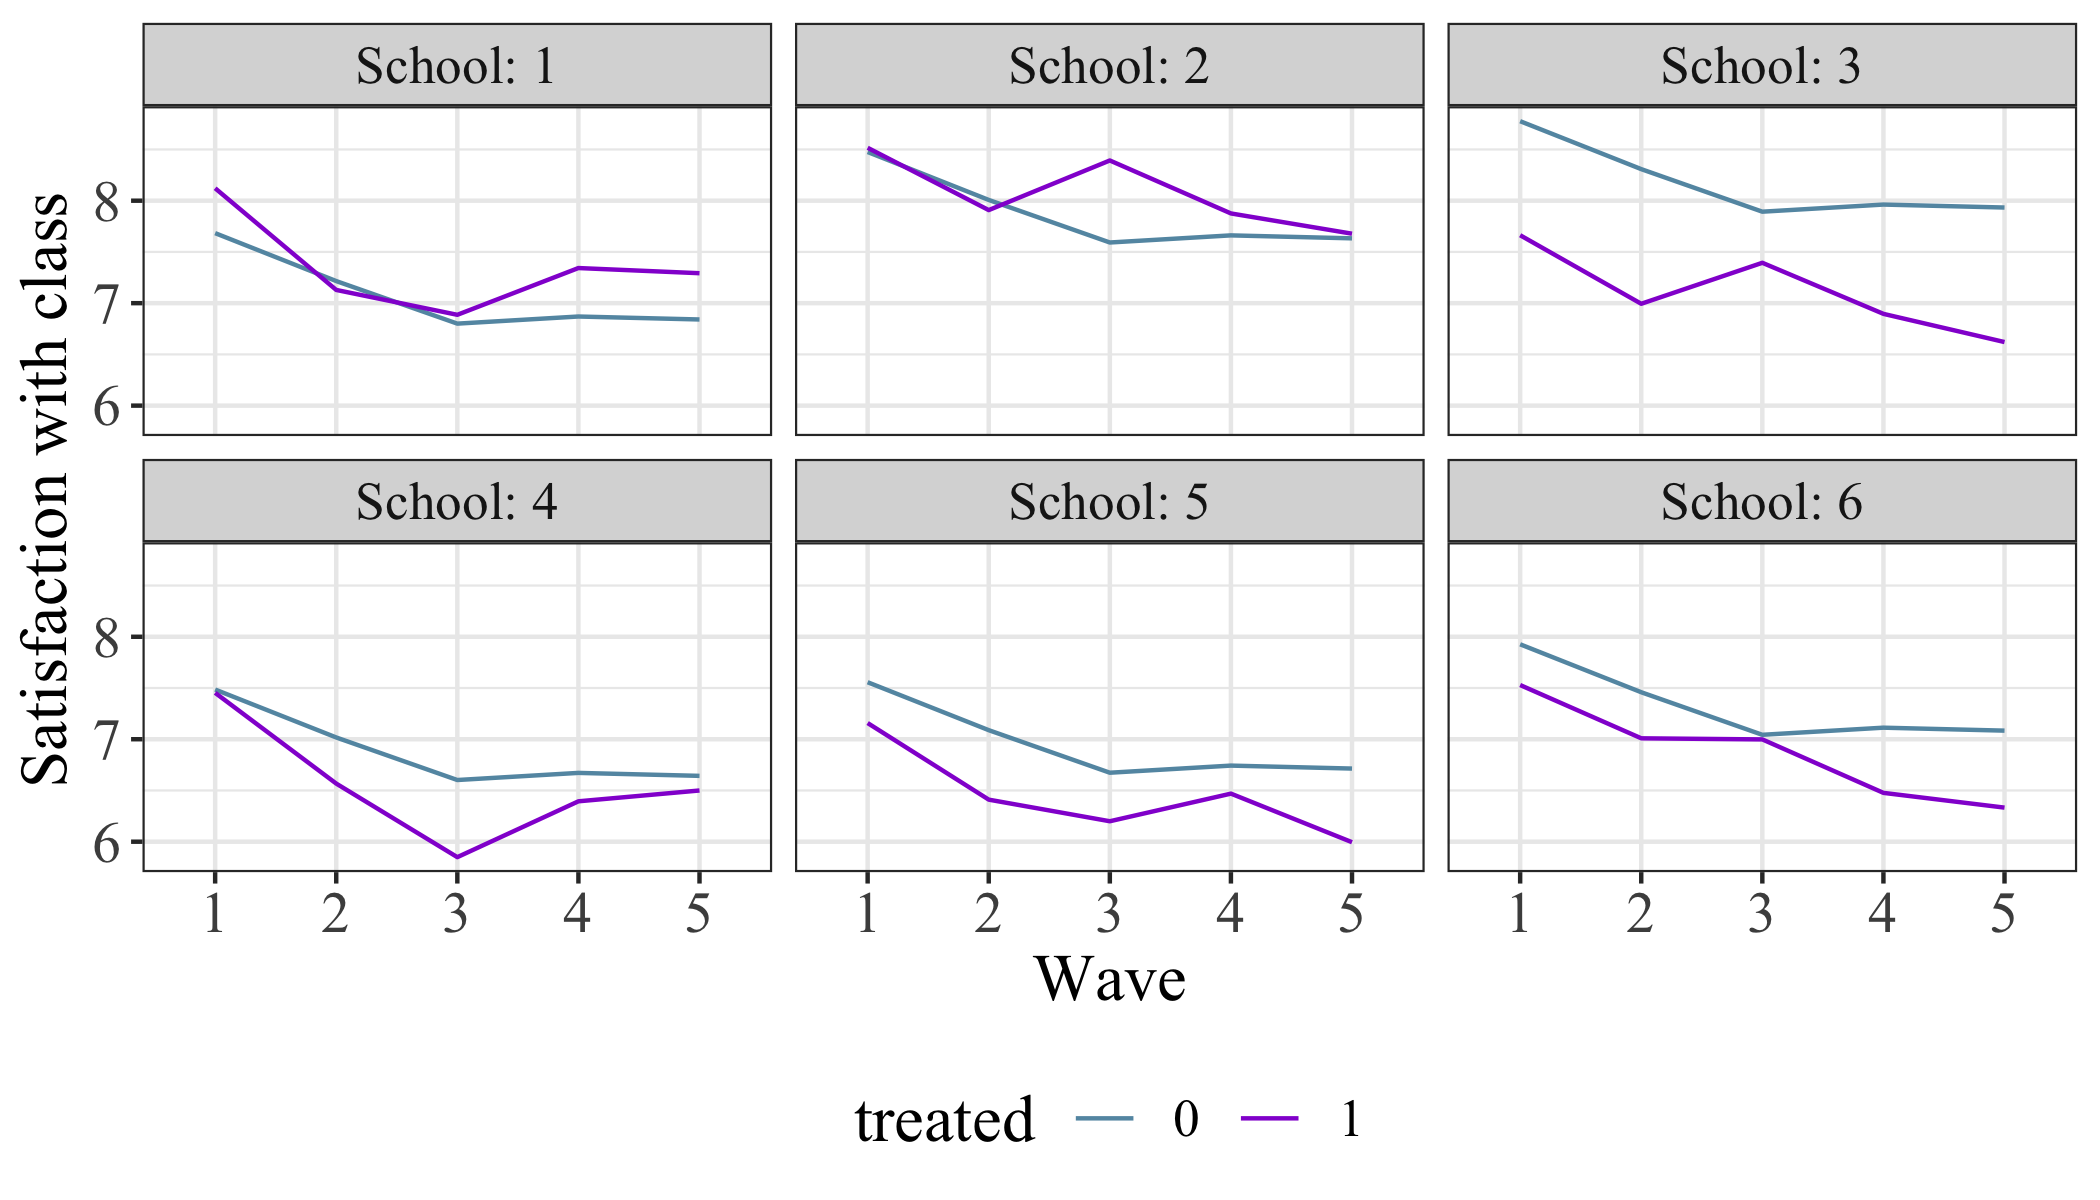 School: 1
School: 2
School: 3
Satisfaction with class
8
7
6
School: 4
School: 5
School: 6
8
7
6
1 2 3 4 5
1 2 3 4 5
1 2 3 4 5
Wave
treated 0 1